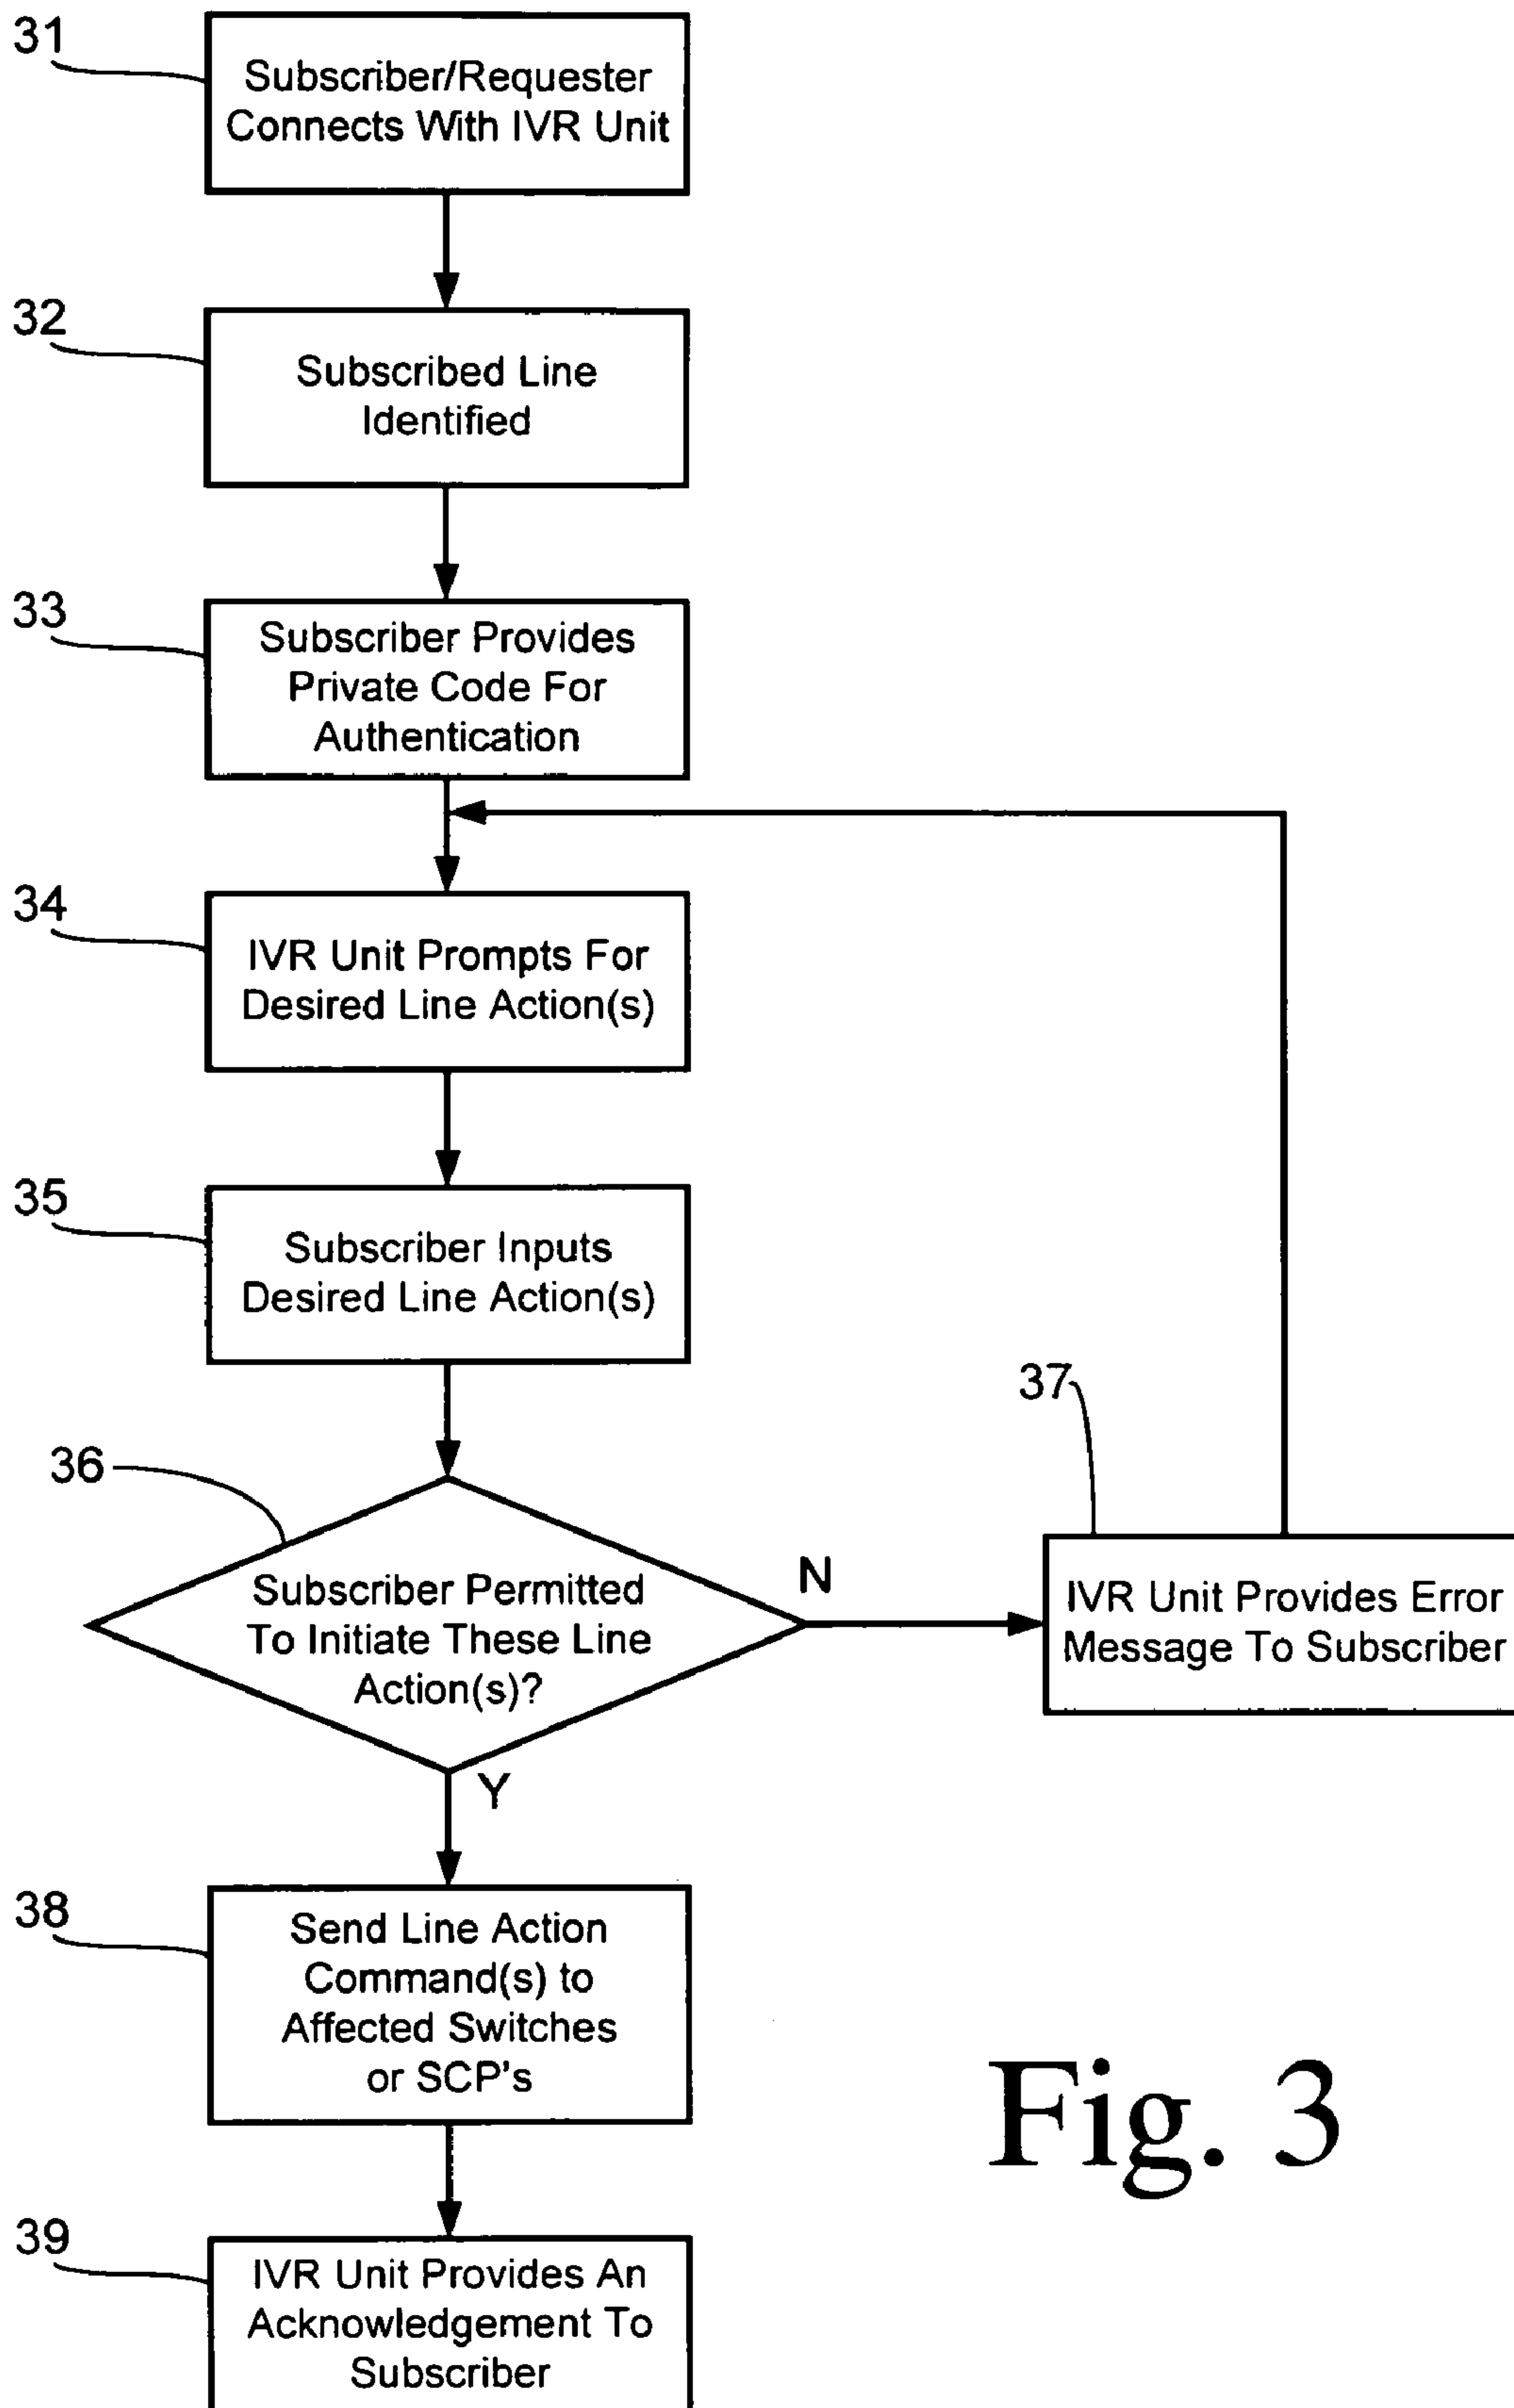 31
Subscriber/Requester
Connects With IVR Unit
32
Subscribed Line
Identified
33
Subscriber Provides
Private Code For
Authentication
34
IVR Unit Prompts For
Desired Line Action(s)
35
Subscriber Inputs
Desired Line Action(s)
36
Subscriber Permitted
To Initiate These Line
Action(s)?
N
37
IVR Unit Provides Error
Message To Subscriber
Y
38
Send Line Action
Command(s) to
Affected Switches
or SCP's
39
IVR Unit Provides An
Acknowledgement To
Subscriber
Fig. 3